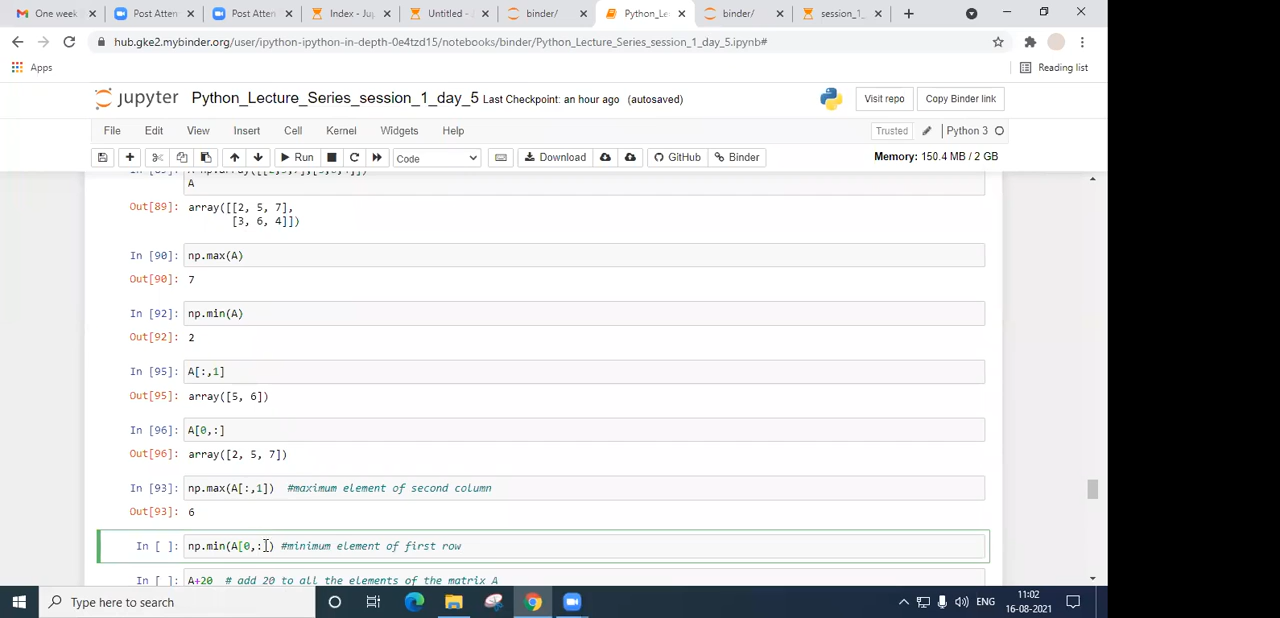 One week
Post Atten
Post Atten
Index - Ju
Untitled -
binder/
Python_Le
binder/
session_1_
hub.gke2.mybinder.org/user/ipython-ipython-in-depth-0e4tzd15/notebooks/binder/Python_Lecture_Series_session_1_day_5.ipynb#
Apps
Reading list
jupyter Python_Lecture_Series_session_1_day_5 Last Checkpoint: an hour ago (autosaved)
Visit repo
Copy Binder link
File Edit View Insert Cell Kernel Widgets Help
Trusted
Python 3
Run
Code
Download
GitHub
Binder
Memory: 150.4 MB / 2 GB
A
Out[89]: array([[2, 5, 7],
[3, 6, 4]])
In [90]: np.max(A)
Out[90]: 7
In [92]: np.min(A)
Out[92]: 2
In [95]: A[:,1]
Out[95]: array([5, 6])
In [96]: A[0,:]
Out[96]: array([2, 5, 7])
In [93]: np.max(A[:,1]) #maximum element of second column
Out[93]: 6
In [ ]: np.min(A[0,:]) #minimum element of first row
In [ ]: A+20 # add 20 to all the elements of the matrix A
Type here to search
ENG
11:02
16-08-2021